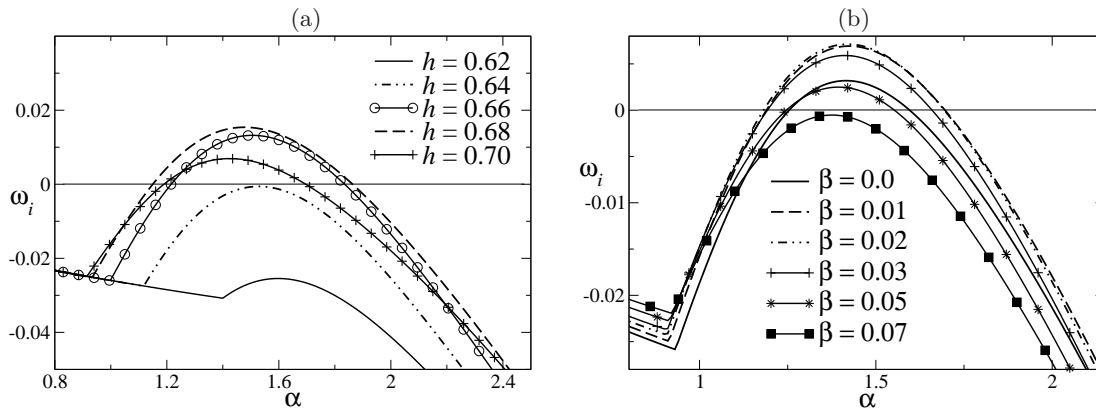 (a)
(b)
h = 0.62
h = 0.64
h = 0.66
h = 0.68
h = 0.70
0.02
0
-0.02
-0.04
ωi
0.8
1.2
1.6
2
2.4
α
β = 0.0
β = 0.01
β = 0.02
β = 0.03
β = 0.05
β = 0.07
0
-0.01
-0.02
ωi
1
1.5
2
α